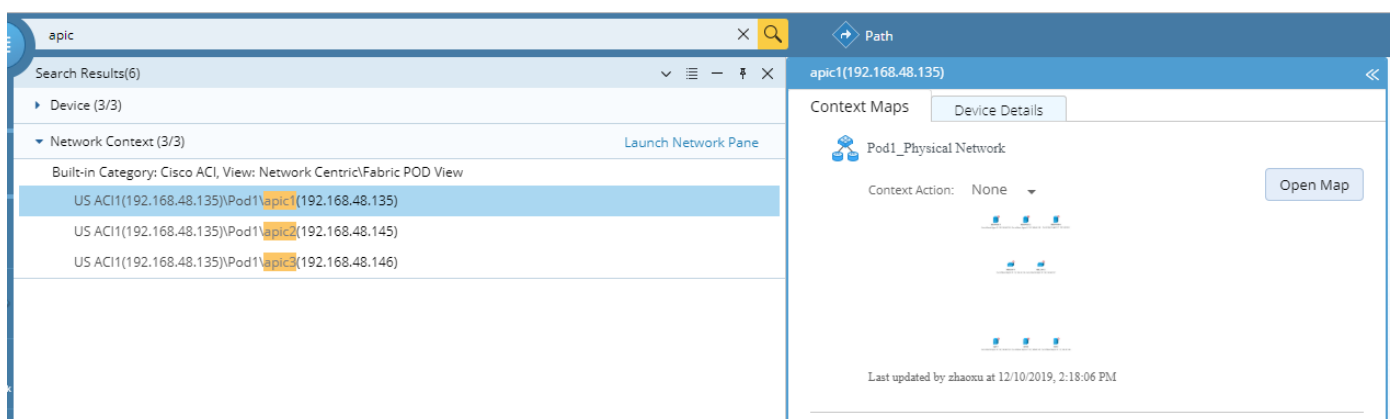 apic
Path
Search Results(6)
Device (3/3)
Network Context (3/3)
Launch Network Pane
Built-in Category: Cisco ACI, View: Network Centric\Fabric POD View
US ACI1(192.168.48.135)\Pod1\apic1(192.168.48.135)
US ACI1(192.168.48.135)\Pod1\apic2(192.168.48.145)
US ACI1(192.168.48.135)\Pod1\apic3(192.168.48.146)
apic1(192.168.48.135)
Context Maps
Device Details
Pod1_Physical Network
Context Action: None
Open Map
Last updated by zhaoxu at 12/10/2019, 2:18:06 PM